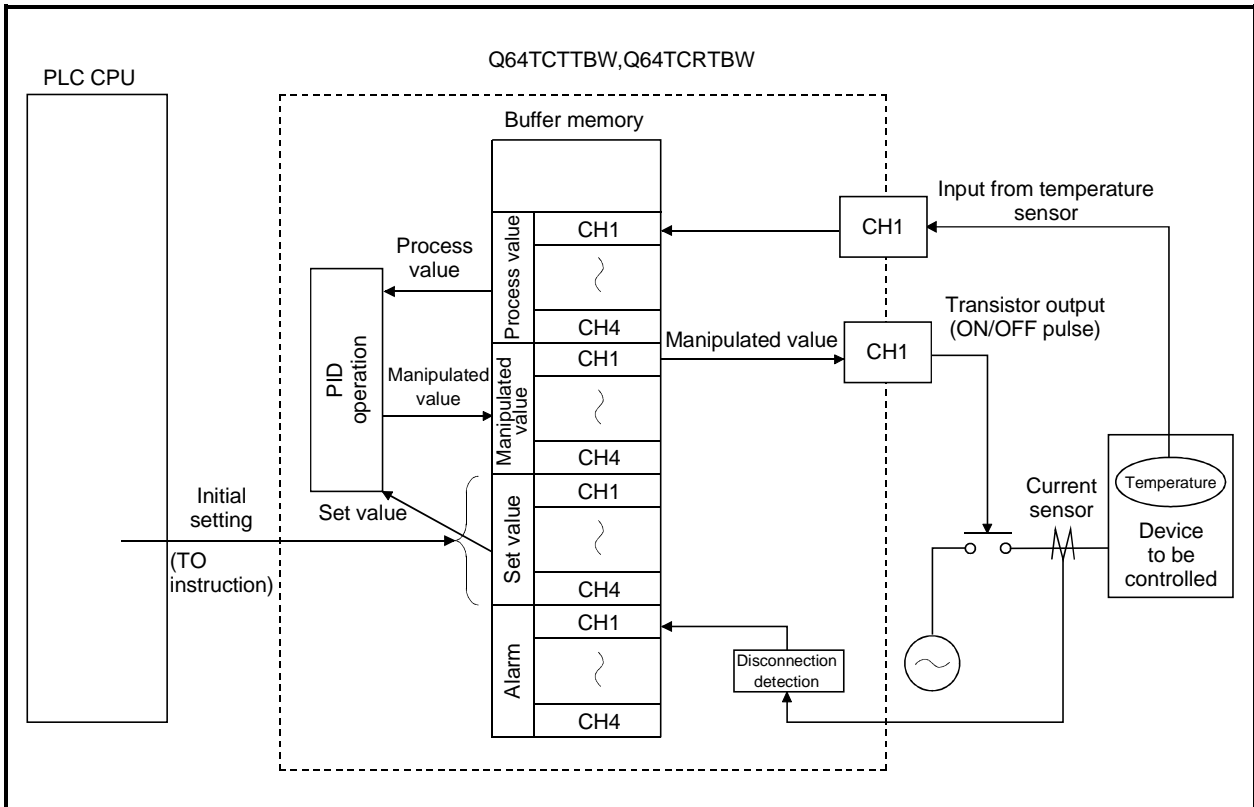 Q64TCTTBW,Q64TCRTBW
PLC CPU
Buffer memory
Process value
CH1
CH4
Manipulated
value
CH1
CH4
Set value
CH1
CH4
Alarm
CH1
CH4
PID
operation
Process
value
Manipulated
value
Set value
Initial
setting
(TO
instruction)
CH1
Input from temperature
sensor
Manipulated value
CH1
Transistor output
(ON/OFF pulse)
Current
sensor
Temperature
Device
to be
controlled
Disconnection
detection